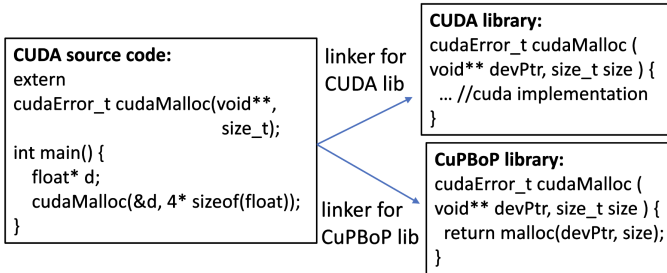 CUDA source code:
extern
cudaError_t cudaMalloc(void**,
size_t);
int main() {
float* d;
cudaMalloc(&d, 4* sizeof(float));
}
linker for
CUDA lib
linker for
CuPBoP lib
CUDA library:
cudaError_t cudaMalloc (
void** devPtr, size_t size ) {
... //cuda implementation
}
CuPBoP library:
cudaError_t cudaMalloc (
void** devPtr, size_t size ) {
return malloc(devPtr, size);
}